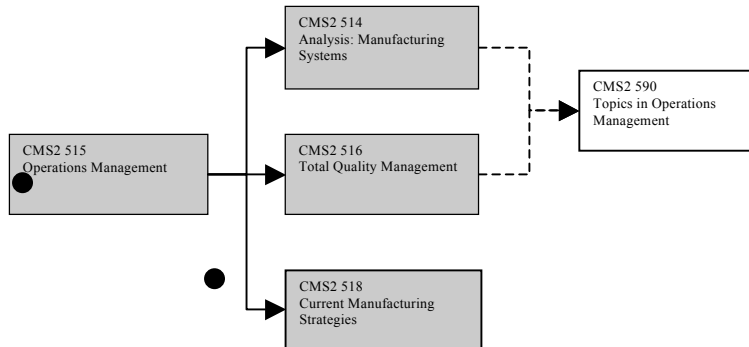 CMS2 514
Analysis: Manufacturing
Systems
CMS2 590
Topics in Operations
Management
CMS2 515
Operations Management
CMS2 516
Total Quality Management
CMS2 518
Current Manufacturing
Strategies